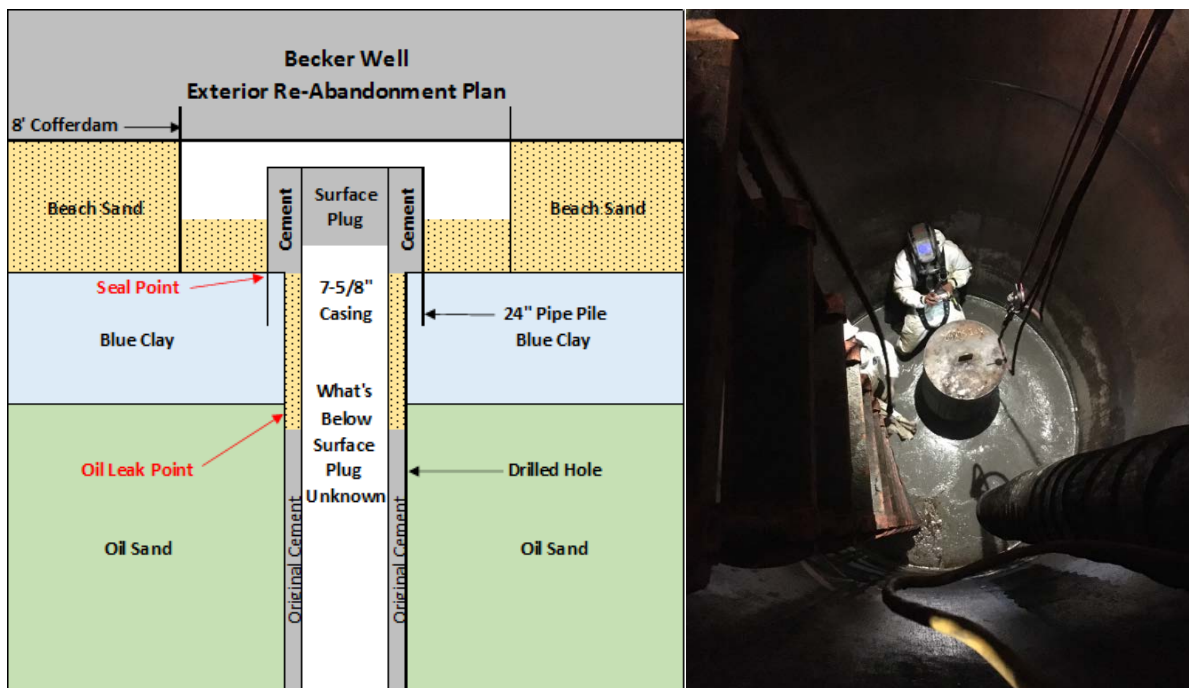 Becker Well
Exterior Re-Abandonment Plan
8' Cofferdam
Beach Sand
Cement
Surface
Plug
Cement
Beach Sand
Seal Point
7-5/8"
Casing
24" Pipe Pile
Blue Clay
Blue Clay
What's
Below
Surface
Plug
Unknown
Oil Leak Point
Drilled Hole
Original Cement
Original Cement
Oil Sand
Oil Sand